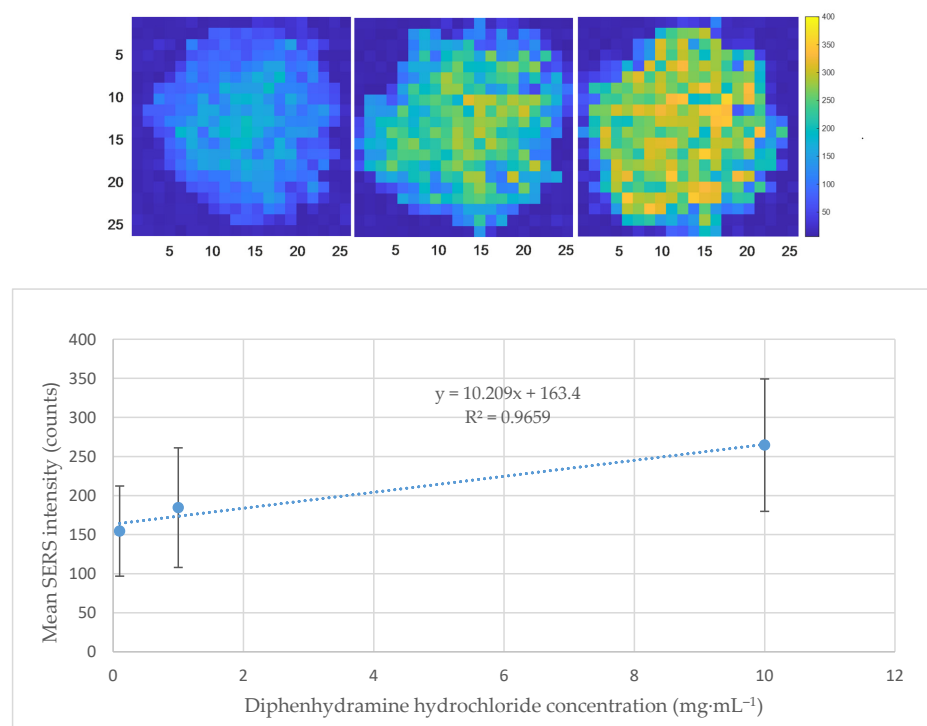 5
10
15
20
25
5 10 15 20 25
5 10 15 20 25
5 10 15 20 25
400
350
300
250
200
150
100
50
.
Mean SERS intensity (counts)
400
350
300
250
200
150
100
50
0
y = 10.209x + 163.4
R² = 0.9659
0 2 4 6 8 10 12
Diphenhydramine hydrochloride concentration (mg·mL⁻¹)